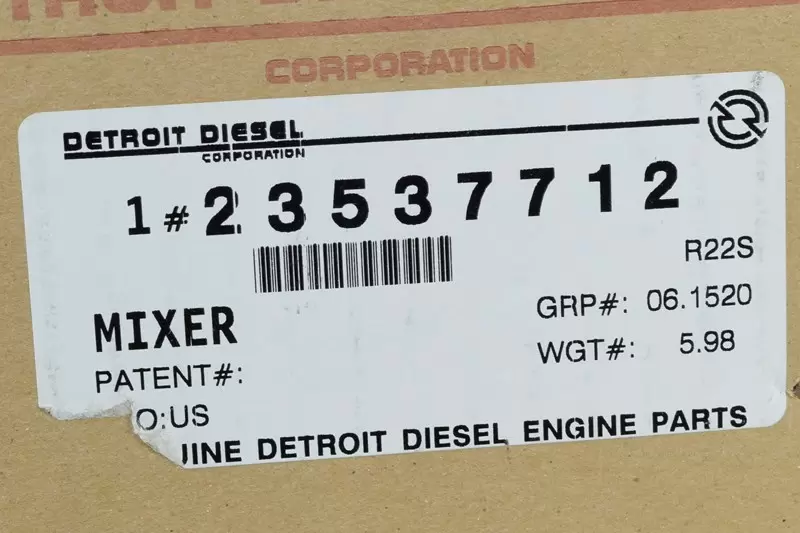 CORPORATION
DETROIT DIESEL
CORPORATION
1 # 23537712
R22S
MIXER
GRP#: 06.1520
PATENT#:
WGT#: 5.98
O:US
INE DETROIT DIESEL ENGINE PARTS